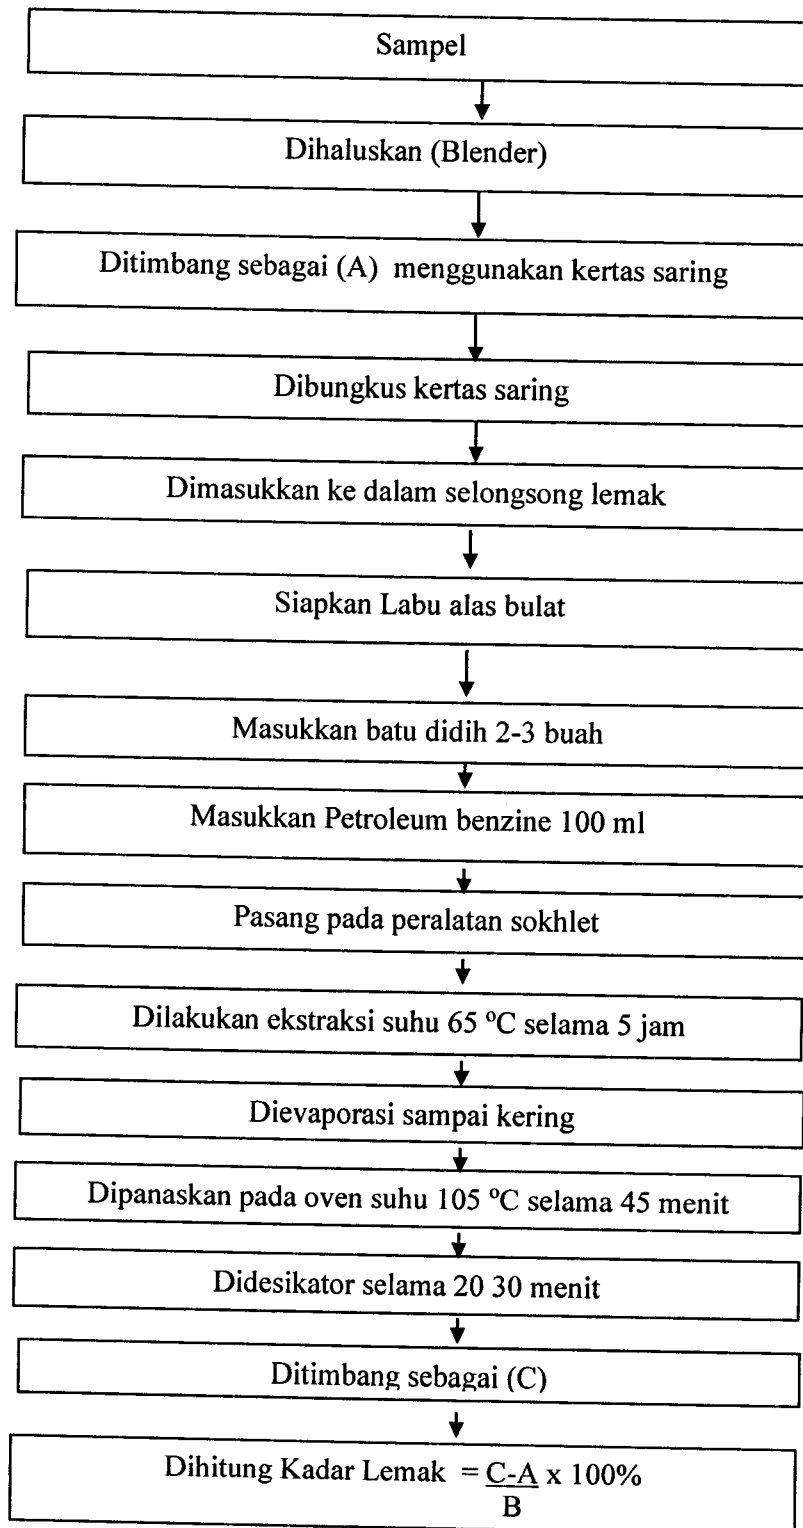 Sampel
Dihaluskan (Blender)
Ditimbang sebagai (A) menggunakan kertas saring
Dibungkus kertas saring
Dimasukkan ke dalam selongsong lemak
Siapkan Labu alas bulat
Masukkan batu didih 2-3 buah
Masukkan Petroleum benzine 100 ml
Pasang pada peralatan sokhlet
Dilakukan ekstraksi suhu 65 ºC selama 5 jam
Dievaporasi sampai kering
Dipanaskan pada oven suhu 105 ºC selama 45 menit
Didesikator selama 20 30 menit
Ditimbang sebagai (C)
Dihitung Kadar Lemak = C-A x 100%
B